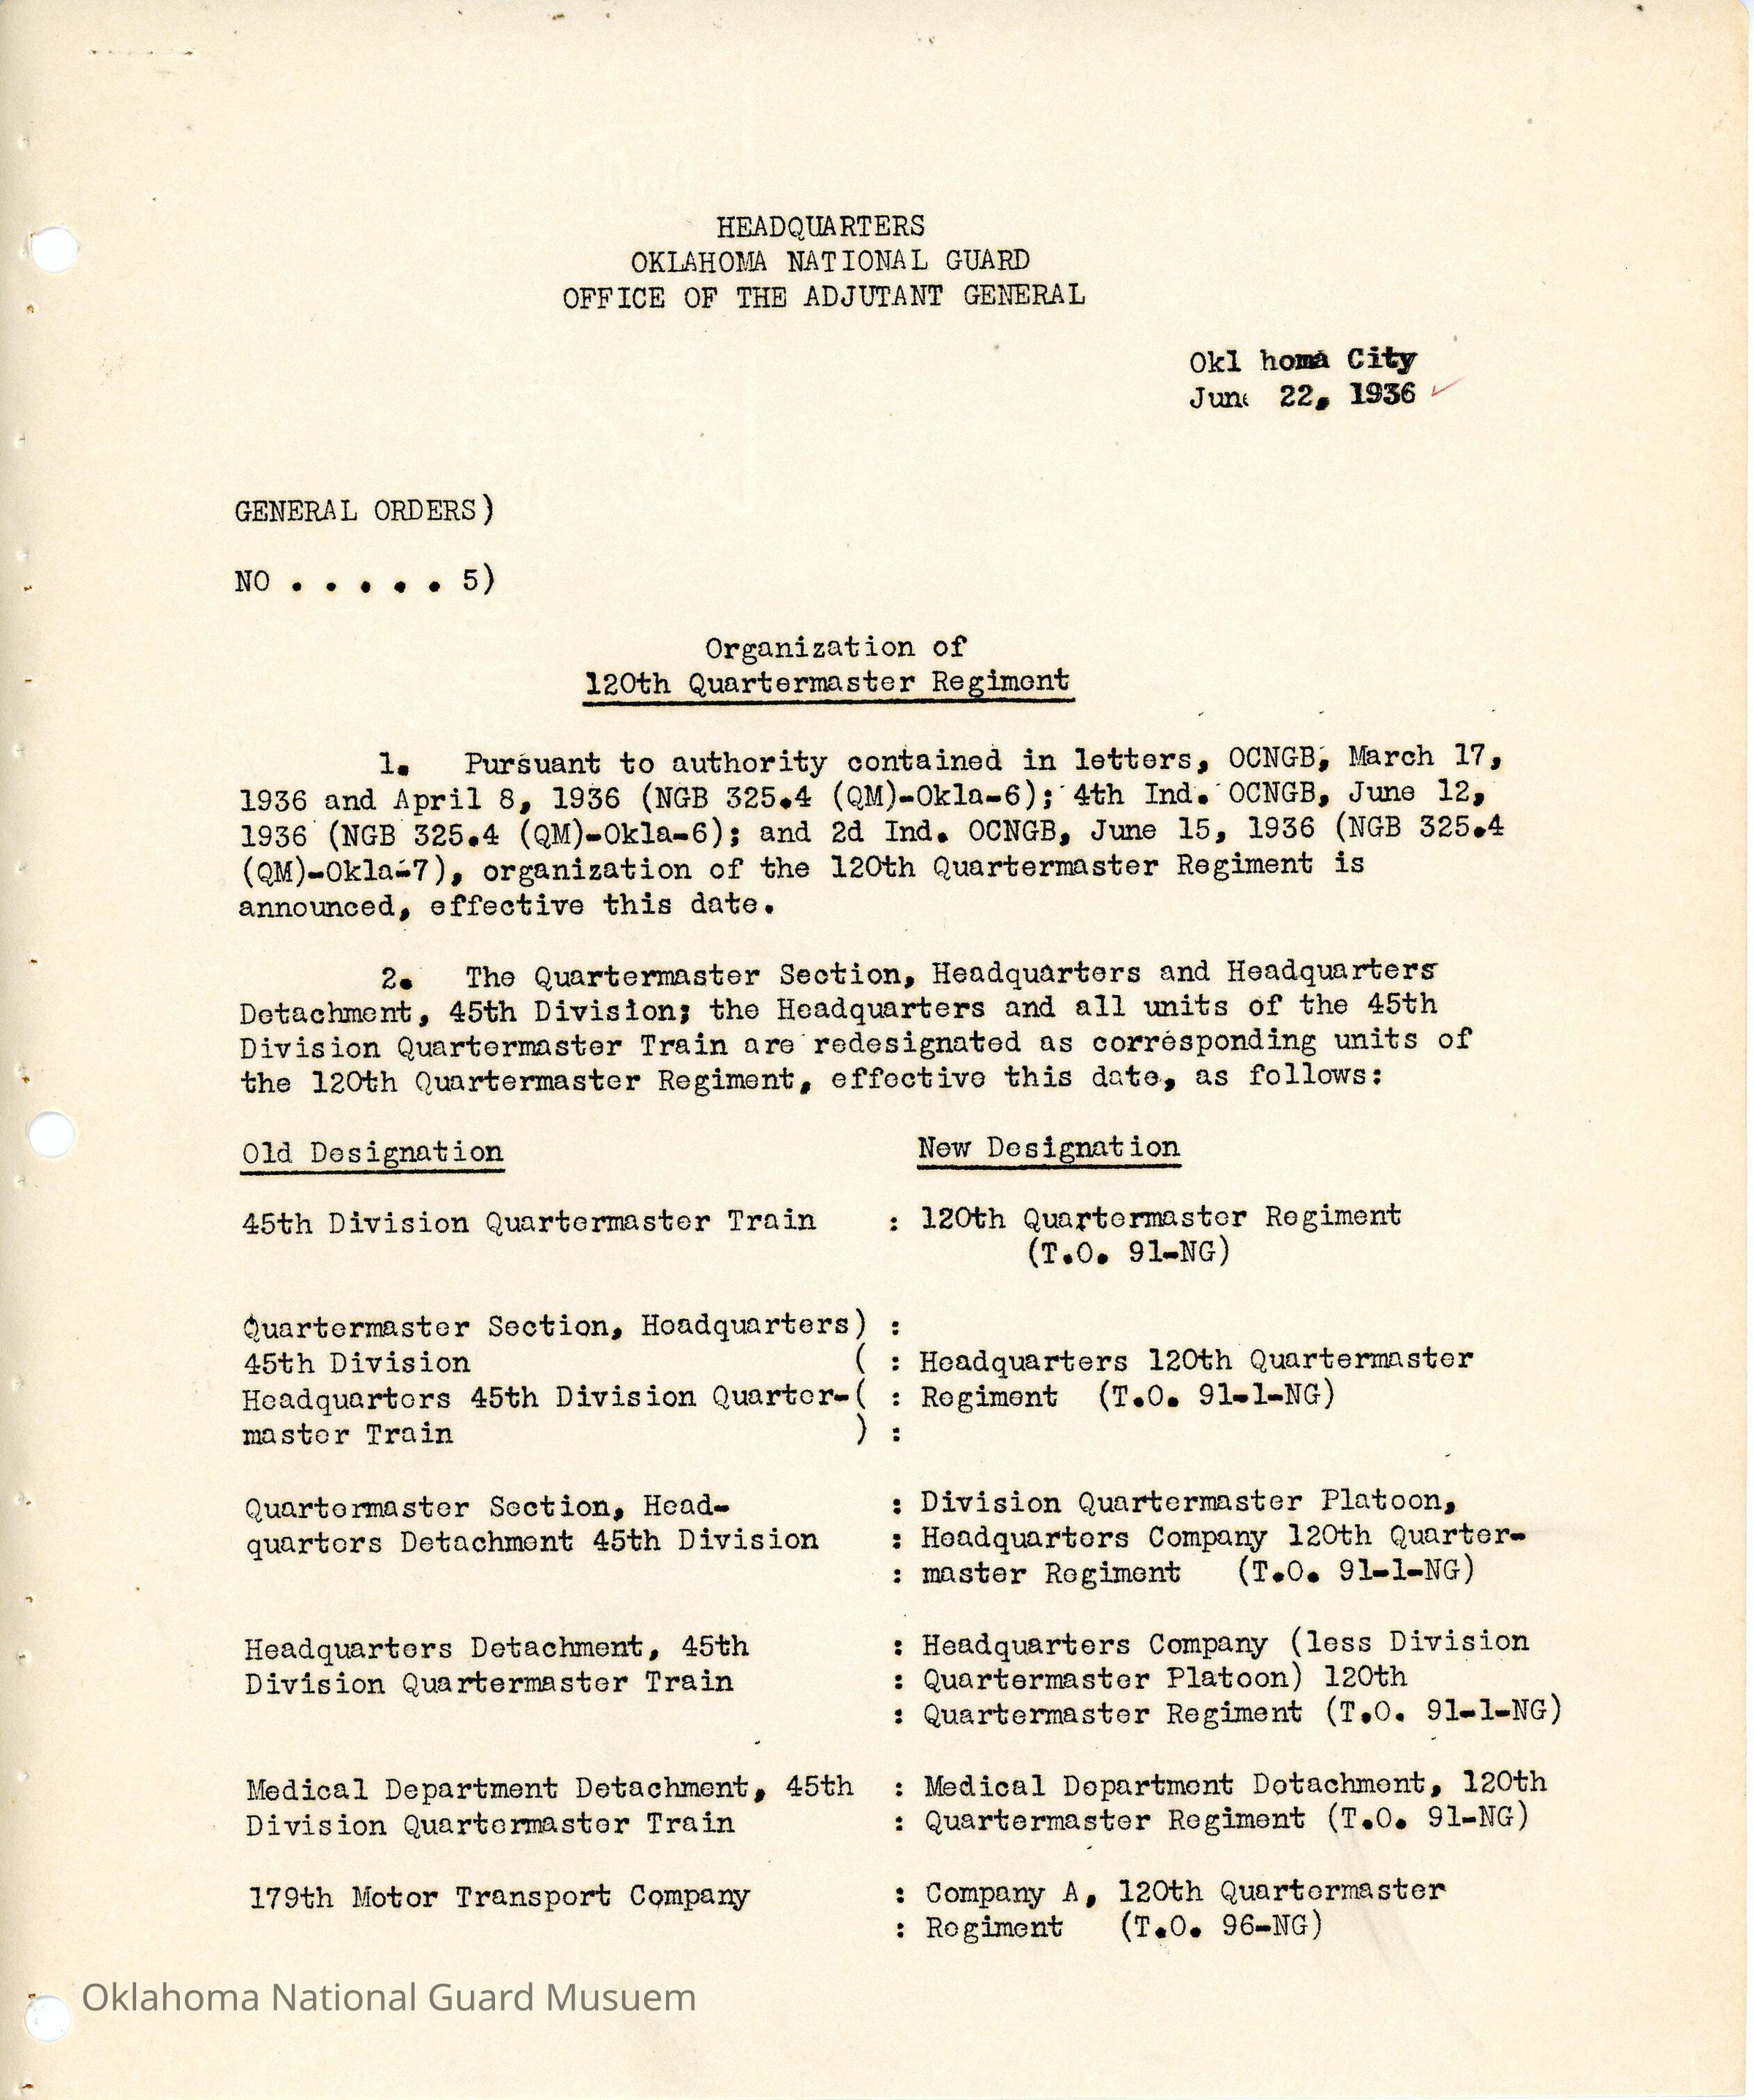 HEADQUARTERS
OKLAHOMA NATIONAL GUARD
OFFICE OF THE ADJUTANT GENERAL
Okl homa City
June 22, 1936
GENERAL ORDERS)
NO . . . . . 5)
Organization of
120th Quartermaster Regiment
1. Pursuant to authority contained in letters, OCNGB, March 17,
1936 and April 8, 1936 (NGB 325.4 (QM)-Okla-6); 4th Ind. OCNGB, June 12,
1936 (NGB 325.4 (QM)-Okla-6); and 2d Ind. OCNGB, June 15, 1936 (NGB 325.4
(QM)-Okla-7), organization of the 120th Quartermaster Regiment is
announced, effective this date.
2. The Quartermaster Section, Headquarters and Headquarters
Detachment, 45th Division; the Headquarters and all units of the 45th
Division Quartermaster Train are redesignated as corresponding units of
the 120th Quartermaster Regiment, effective this date, as follows:
Old Designation New Designation
45th Division Quartermaster Train : 120th Quartermaster Regiment
(T.O. 91-NG)
Quartermaster Section, Headquarters) :
45th Division ( : Headquarters 120th Quartermaster
Headquarters 45th Division Quarter-( : Regiment (T.O. 91-1-NG)
master Train ) :
Quartermaster Section, Head- : Division Quartermaster Platoon,
quarters Detachment 45th Division : Headquarters Company 120th Quarter-
: master Regiment (T.O. 91-1-NG)
Headquarters Detachment, 45th : Headquarters Company (less Division
Division Quartermaster Train : Quartermaster Platoon) 120th
: Quartermaster Regiment (T.O. 91-1-NG)
Medical Department Detachment, 45th : Medical Department Detachment, 120th
Division Quartermaster Train : Quartermaster Regiment (T.O. 91-NG)
179th Motor Transport Company : Company A, 120th Quartermaster
: Regiment (T.O. 96-NG)
Oklahoma National Guard Musuem